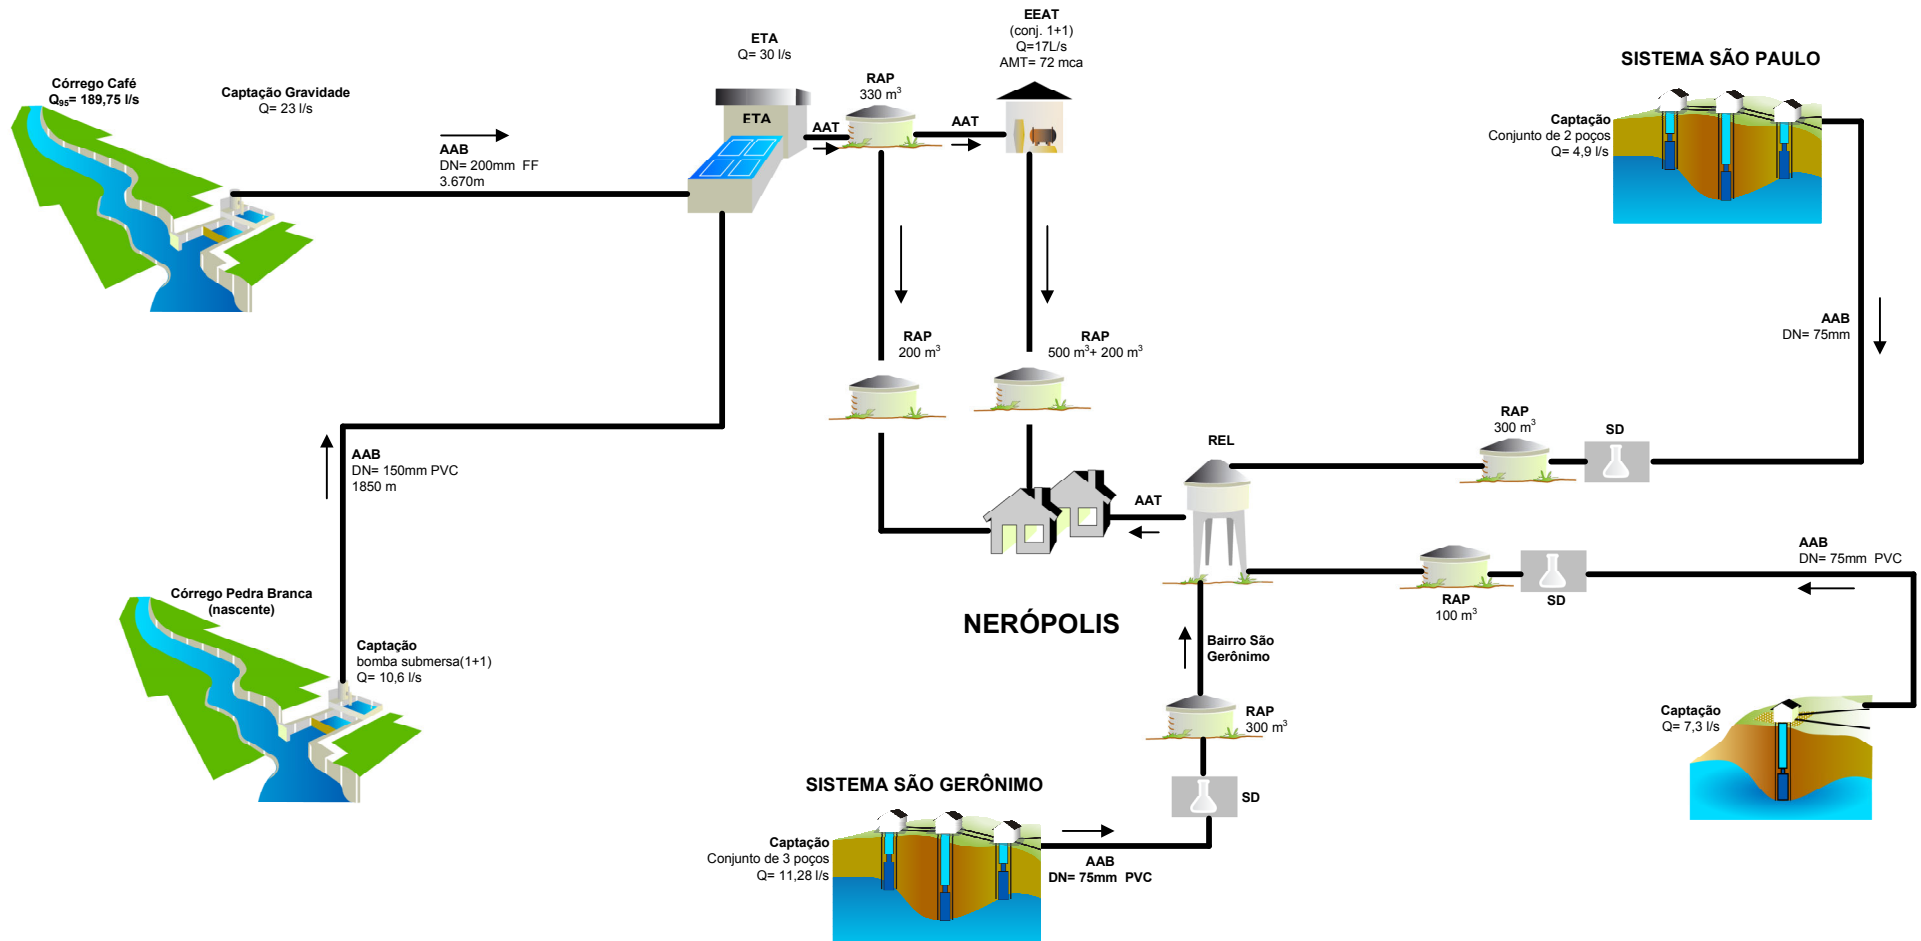 Córrego Café
Q95= 189,75 l/s
Captação Gravidade
Q= 23 l/s
AAB
DN= 200mm  FF
3.670m
ETA
Q= 30 l/s
ETA
AAT
RAP
330 m³
AAT
EEAT
(conj. 1+1)
Q=17L/s
AMT= 72 mca
RAP
200 m³
RAP
500 m³+ 200 m³
SISTEMA SÃO PAULO
Captação
Conjunto de 2 poços
Q= 4,9 l/s
AAB
DN= 75mm
RAP
300 m³
SD
REL
AAT
AAB
DN= 150mm PVC
1850 m
AAB
DN= 75mm  PVC
SD
RAP
100 m³
Córrego Pedra Branca
(nascente)
Captação
bomba submersa(1+1)
Q= 10,6 l/s
NERÓPOLIS
Bairro São
Gerônimo
RAP
300 m³
Captação
Q= 7,3 l/s
SISTEMA SÃO GERÔNIMO
SD
Captação
Conjunto de 3 poços
Q= 11,28 l/s
AAB
DN= 75mm  PVC